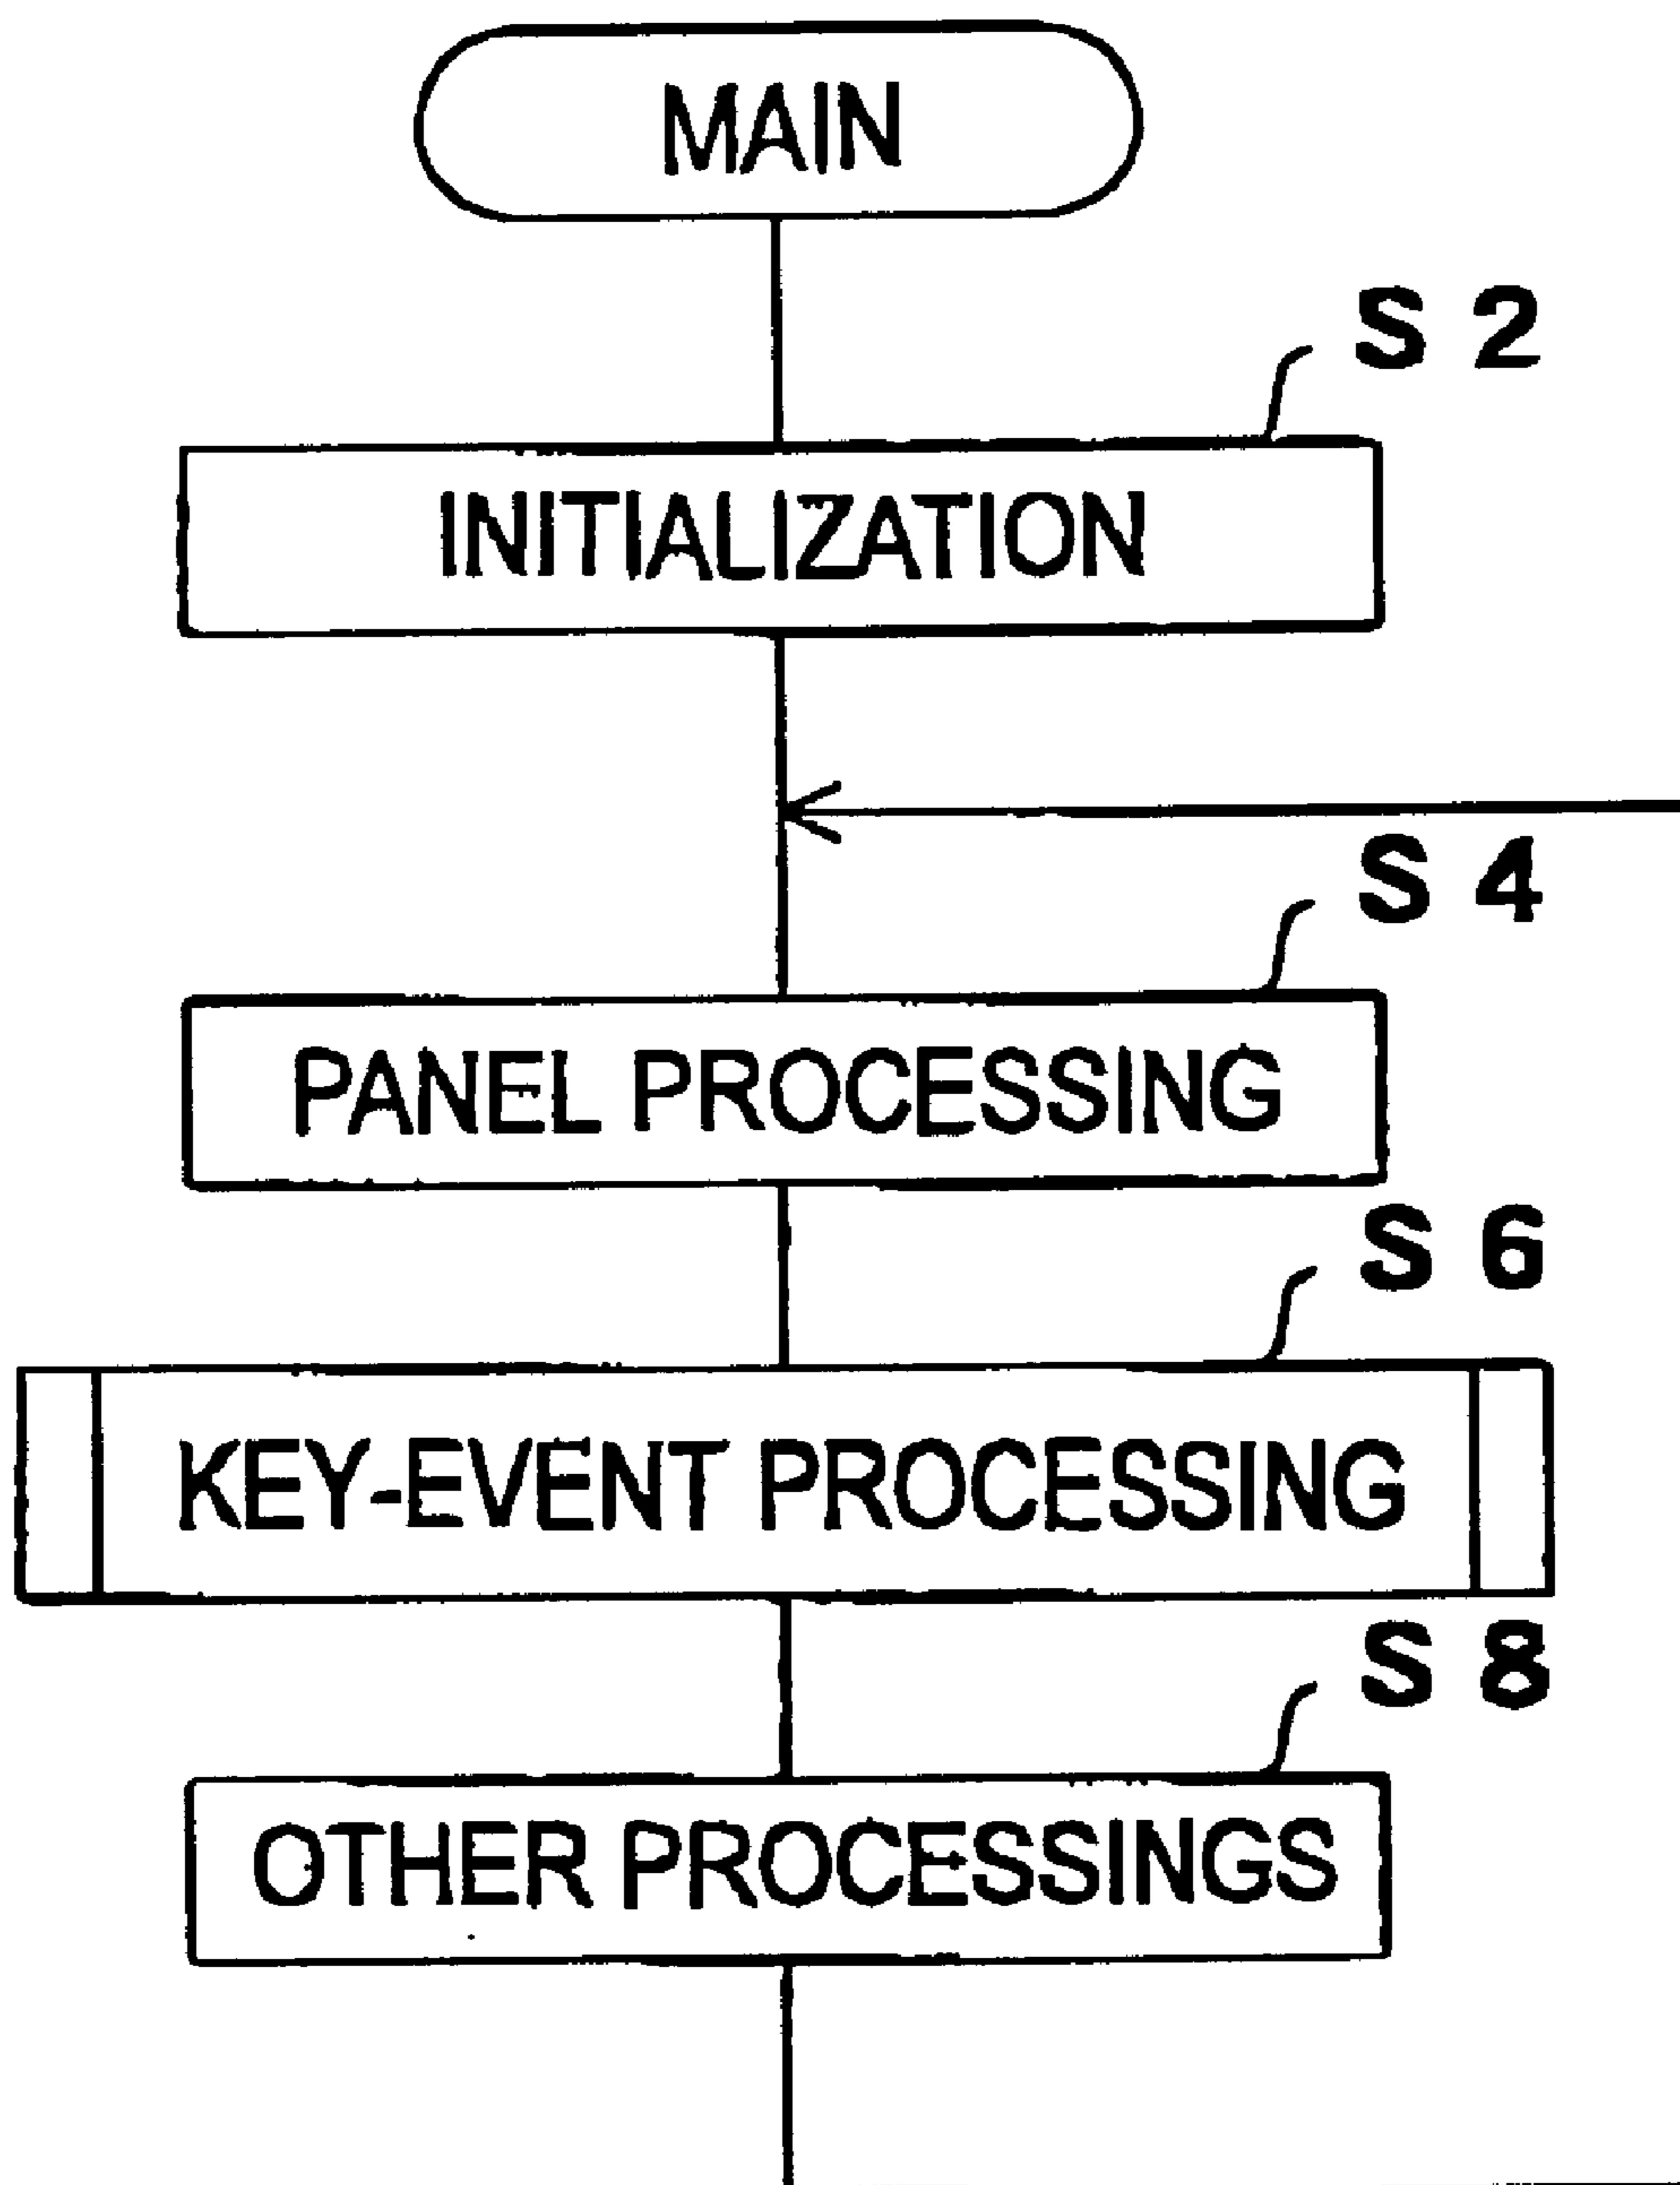 MAIN
S 2
INITIALIZATION
S 4
PANEL PROCESSING
S 6
KEY-EVENT PROCESSING
S 8
OTHER PROCESSINGS